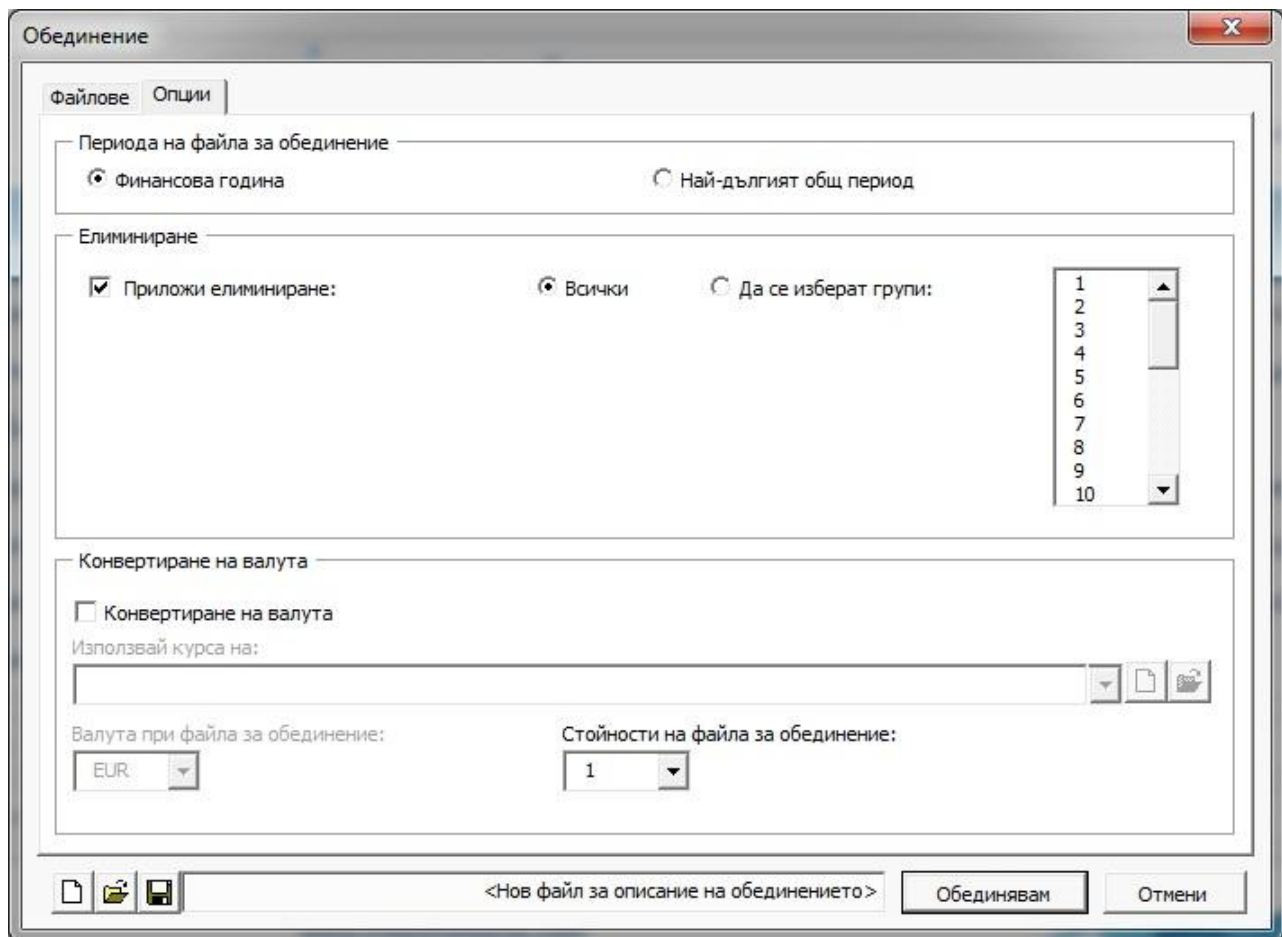 Обединение
Файлове Опции
Периода на файла за обединение
Финансова година Най-дългият общ период
Елиминиране
Приложи елиминиране: Всички Да се изберат групи:
1
2
3
4
5
6
7
8
9
10
Конвертиране на валута
Конвертиране на валута
Използвай курса на:
Валута при файла за обединение: Стойности на файла за обединение:
EUR 1
<Нов файл за описание на обединението> Обединявам Отмени